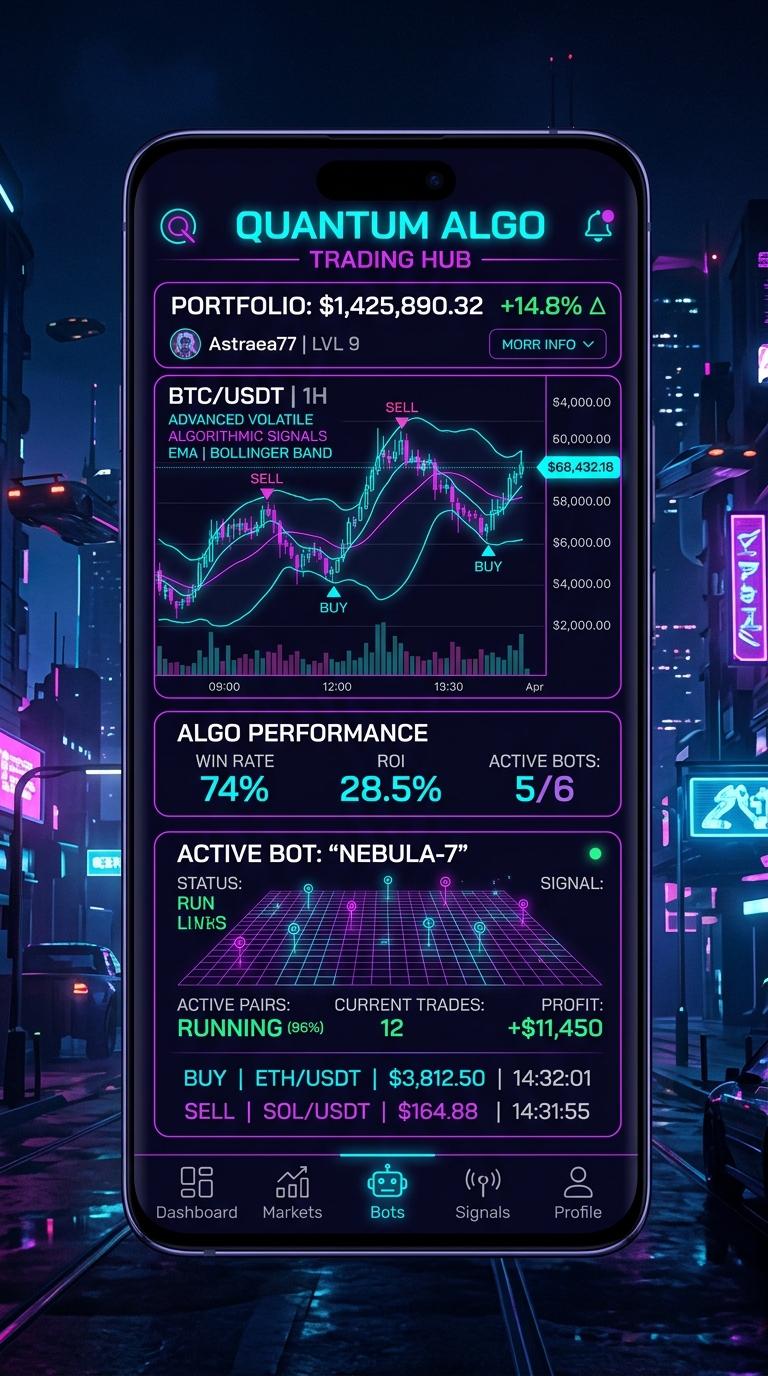 QUANTUM ALGO
TRADING HUB
PORTFOLIO: $1,425,890.32 +14.8% Δ
Astraea77 | LVL 9
MORR INFO
BTC/USDT | 1H
ADVANCED VOLATILE
ALGORITHMIC SIGNALS
EMA | BOLLINGER BAND
SELL
SELL
BUY
BUY
$4,000.00
60,000.00
$68,432.18
$8,000.00
$6,000.00
$4,000.00
$2,000.00
09:00 12:00 19:30 Apr
ALGO PERFORMANCE
WIN RATE ROI ACTIVE BOTS:
74% 28.5% 5/6
ACTIVE BOT: “NEBULA-7”
STATUS: SIGNAL:
RUN
ACTIVE PAIRS: CURRENT TRADES: PROFIT:
RUNNING (96%) 12 +$11,450
BUY | ETH/USDT | $3,812.50 | 14:32:01
SELL | SOL/USDT | $164.88 | 14:31:55
Dashboard Markets Bots Signals Profile